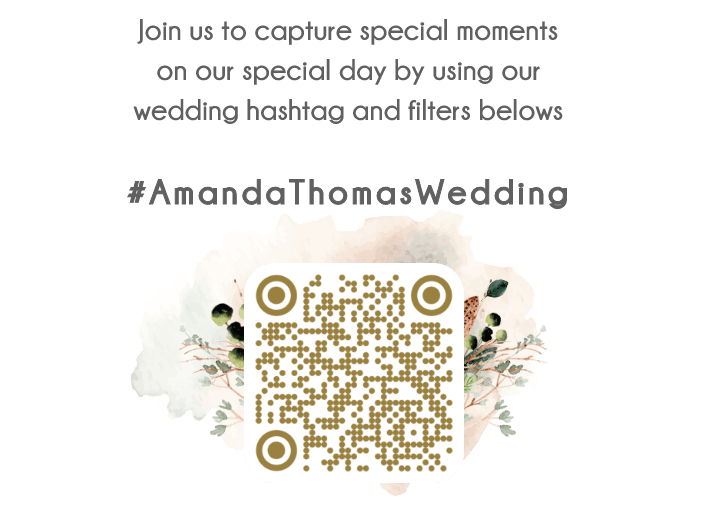 Join us to capture special moments
on our special day by using our
wedding hashtag and filters belows
#AmandaThomasWedding